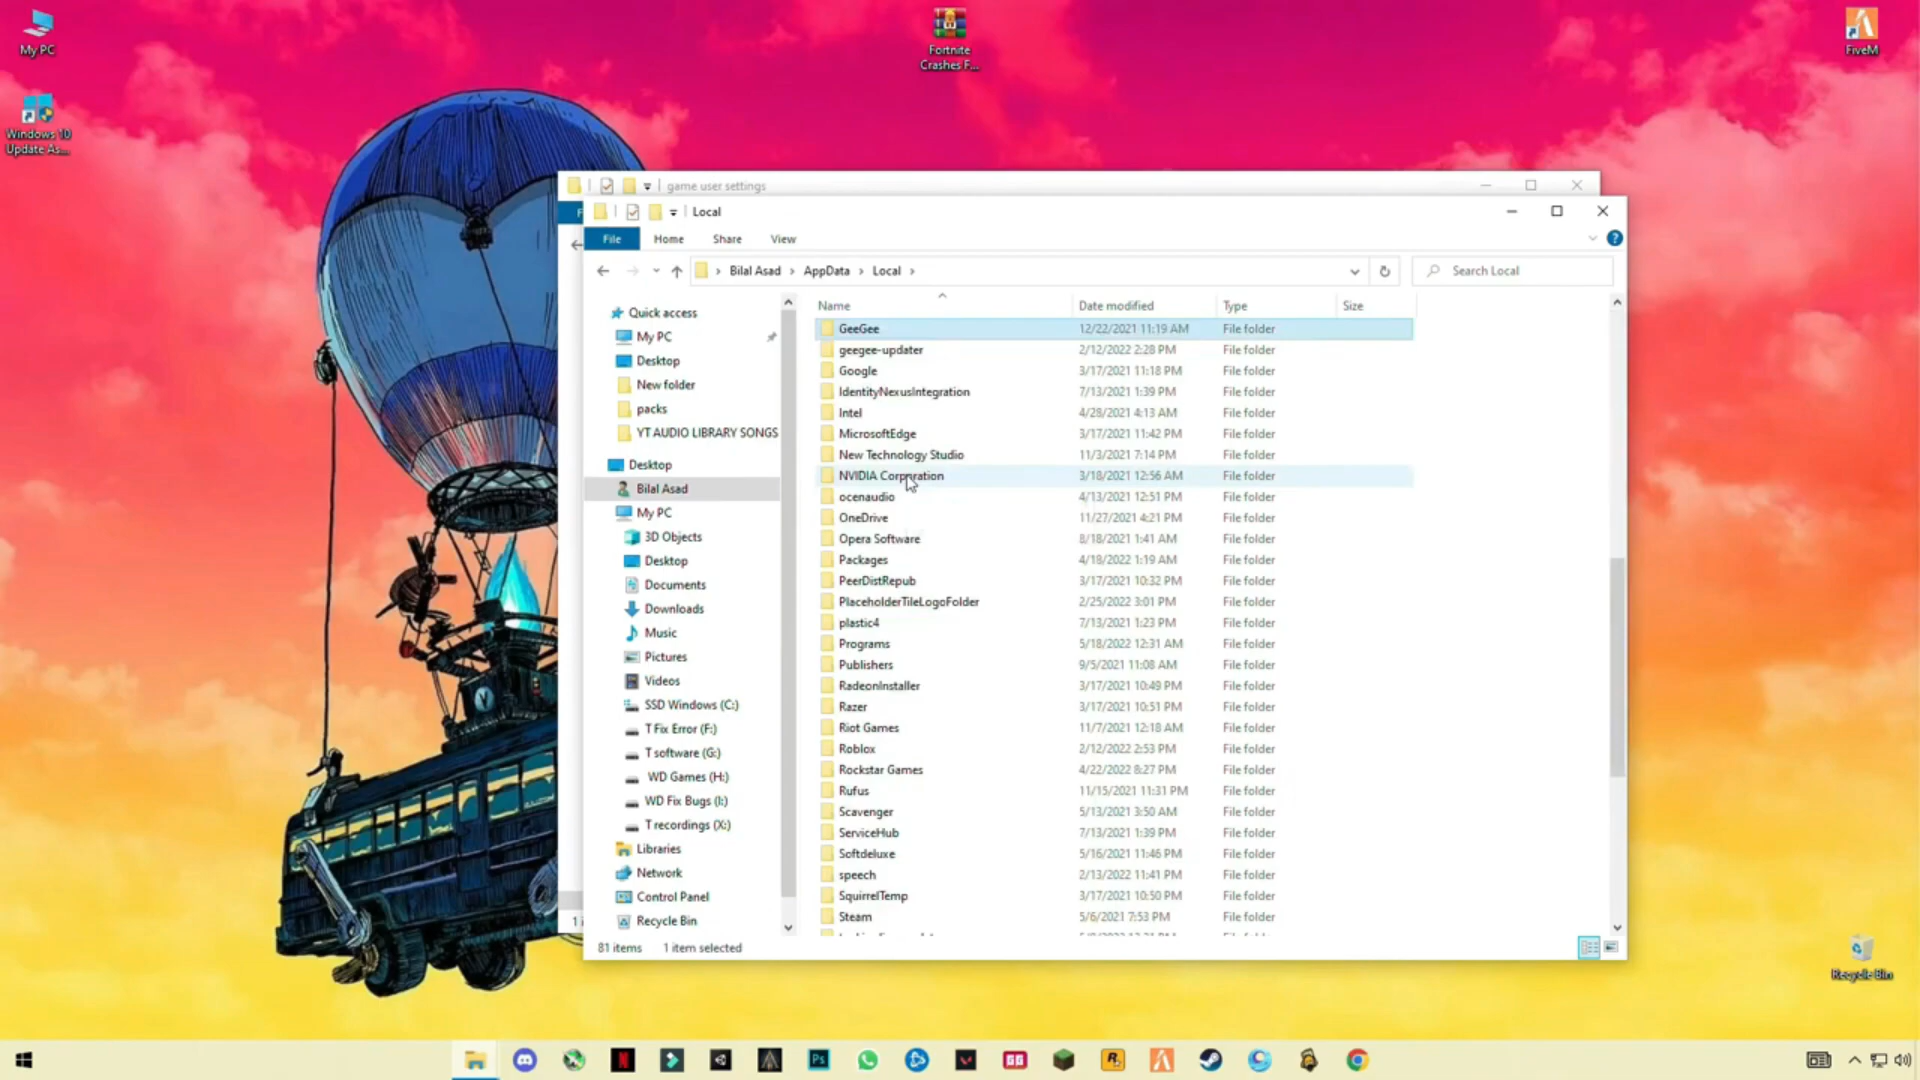 My PC
Fortnite
Crashes F...
FiveM
Windows 10
Update As...
game user settings
Local
File
Home
Share
View
Bilal Asad
AppData
Local
Search Local
Name
Date modified
Type
Size
Quick access
My PC
Desktop
New folder
packs
YT AUDIO LIBRARY SONGS
Desktop
Bilal Asad
My PC
3D Objects
Desktop
Documents
Downloads
Music
Pictures
Videos
SSD Windows (C:)
T Fix Error (F:)
T software (G:)
WD Games (H:)
WD Fix Bugs (I:)
T recordings (X:)
Libraries
Network
Control Panel
Recycle Bin
GeeGee 12/22/2021 11:19 AM File folder
geegee-updater 2/12/2022 2:28 PM File folder
Google 3/17/2021 11:18 PM File folder
IdentityNexusIntegration 7/13/2021 1:39 PM File folder
Intel 4/28/2021 4:13 AM File folder
MicrosoftEdge 3/17/2021 11:42 PM File folder
New Technology Studio 11/3/2021 7:14 PM File folder
NVIDIA Corporation 3/18/2021 12:56 AM File folder
ocenaudio 4/13/2021 12:51 PM File folder
OneDrive 11/27/2021 4:21 PM File folder
Opera Software 8/18/2021 1:41 AM File folder
Packages 4/19/2022 1:19 AM File folder
PeerDistRepub 3/17/2021 10:32 PM File folder
PlaceholderTileLogoFolder 2/25/2022 3:01 PM File folder
plastic4 7/13/2021 1:23 PM File folder
Programs 5/18/2022 12:31 AM File folder
Publishers 9/5/2021 11:08 AM File folder
RadeonInstaller 3/17/2021 10:49 PM File folder
Razer 3/17/2021 10:51 PM File folder
Riot Games 11/7/2021 12:18 AM File folder
Roblox 2/12/2022 2:53 PM File folder
Rockstar Games 4/22/2022 8:27 PM File folder
Rufus 11/15/2021 11:31 PM File folder
Scavenger 5/13/2021 3:50 AM File folder
ServiceHub 7/13/2021 1:39 PM File folder
Softdeluxe 5/16/2021 11:46 PM File folder
speech 2/13/2022 11:41 PM File folder
SquirrelTemp 3/17/2021 10:50 PM File folder
Steam 5/6/2021 7:53 PM File folder
81 items 1 item selected
Recycle Bin